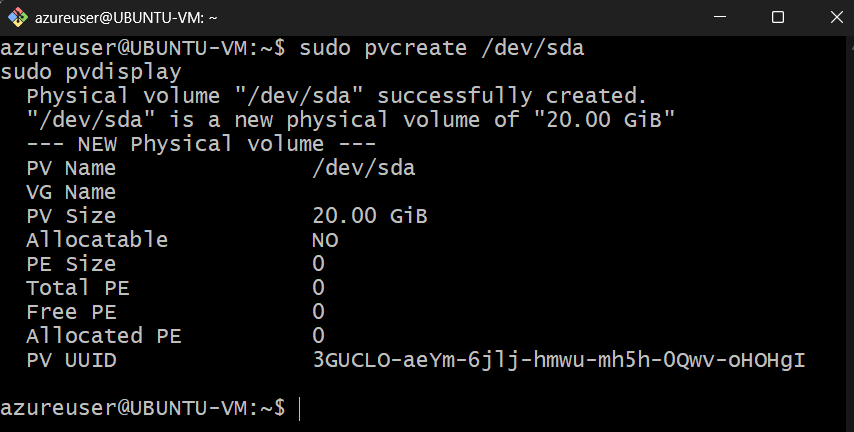 azureuser@UBUNTU-VM: ~
azureuser@UBUNTU-VM:~$ sudo pvcreate /dev/sda
sudo pvdisplay
  Physical volume "/dev/sda" successfully created.
  "/dev/sda" is a new physical volume of "20.00 GiB"
  --- NEW Physical volume ---
  PV Name               /dev/sda
  VG Name
  PV Size               20.00 GiB
  Allocatable           NO
  PE Size               0
  Total PE              0
  Free PE               0
  Allocated PE          0
  PV UUID               3GUCLO-aeYm-6jlj-hmwu-mh5h-0Qwv-oHOHgI
azureuser@UBUNTU-VM:~$